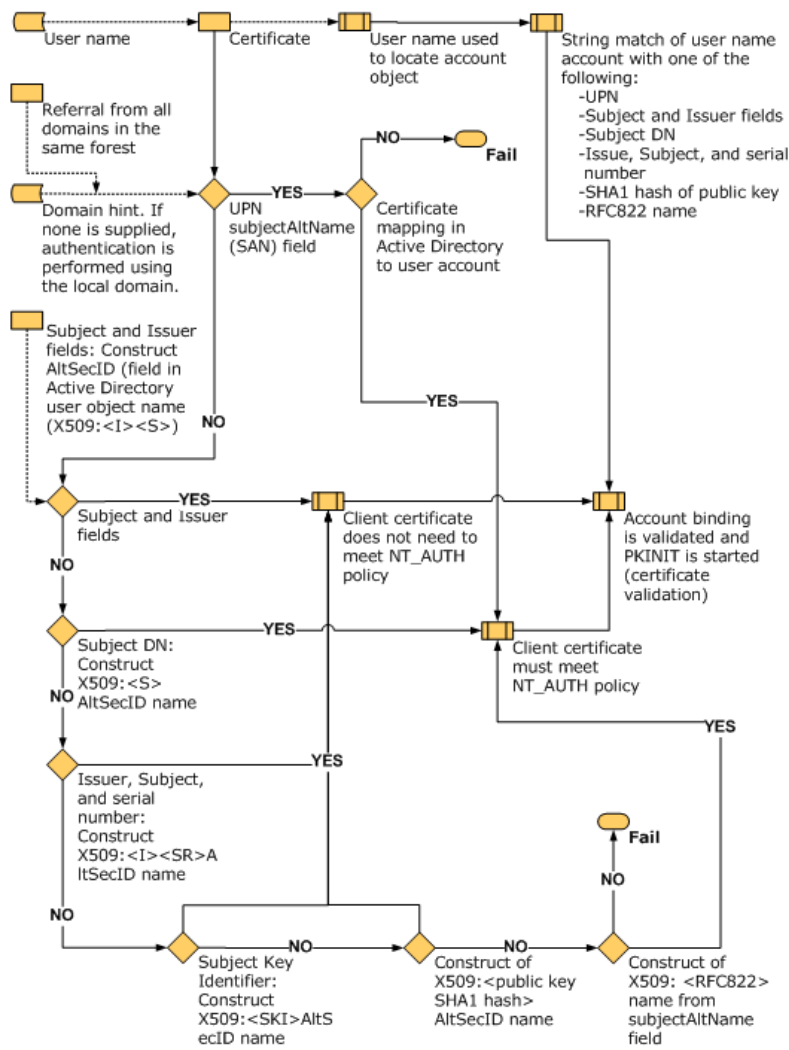 User name
Certificate
User name used
to locate account
object
String match of user name
account with one of the
following:
-UPN
-Subject and Issuer fields
-Subject DN
-Issue, Subject, and serial
number
-SHA1 hash of public key
-RFC822 name
Referral from all
domains in the
same forest
NO
Fail
YES
Domain hint. If
none is supplied,
authentication is
performed using
the local domain.
UPN
subjectAltName
(SAN) field
Certificate
mapping in
Active Directory
to user account
Subject and Issuer
fields: Construct
AltSecID (field in
Active Directory
user object name
(X509:<I><S>)
NO
YES
YES
Subject and Issuer
fields
Client certificate
does not need to
meet NT_AUTH
policy
Account binding
is validated and
PKINIT is started
(certificate
validation)
NO
YES
Subject DN:
Construct
X509:<S>
AltSecID name
Client certificate
must meet
NT_AUTH policy
NO
YES
YES
Issuer, Subject,
and serial
number:
Construct
X509:<I><SR>A
ltSecID name
Fail
NO
NO
NO
NO
Subject Key
Identifier:
Construct
X509:<SKI>AltS
ecID name
Construct of
X509:<public key
SHA1 hash>
AltSecID name
Construct of
X509: <RFC822>
name from
subjectAltName
field